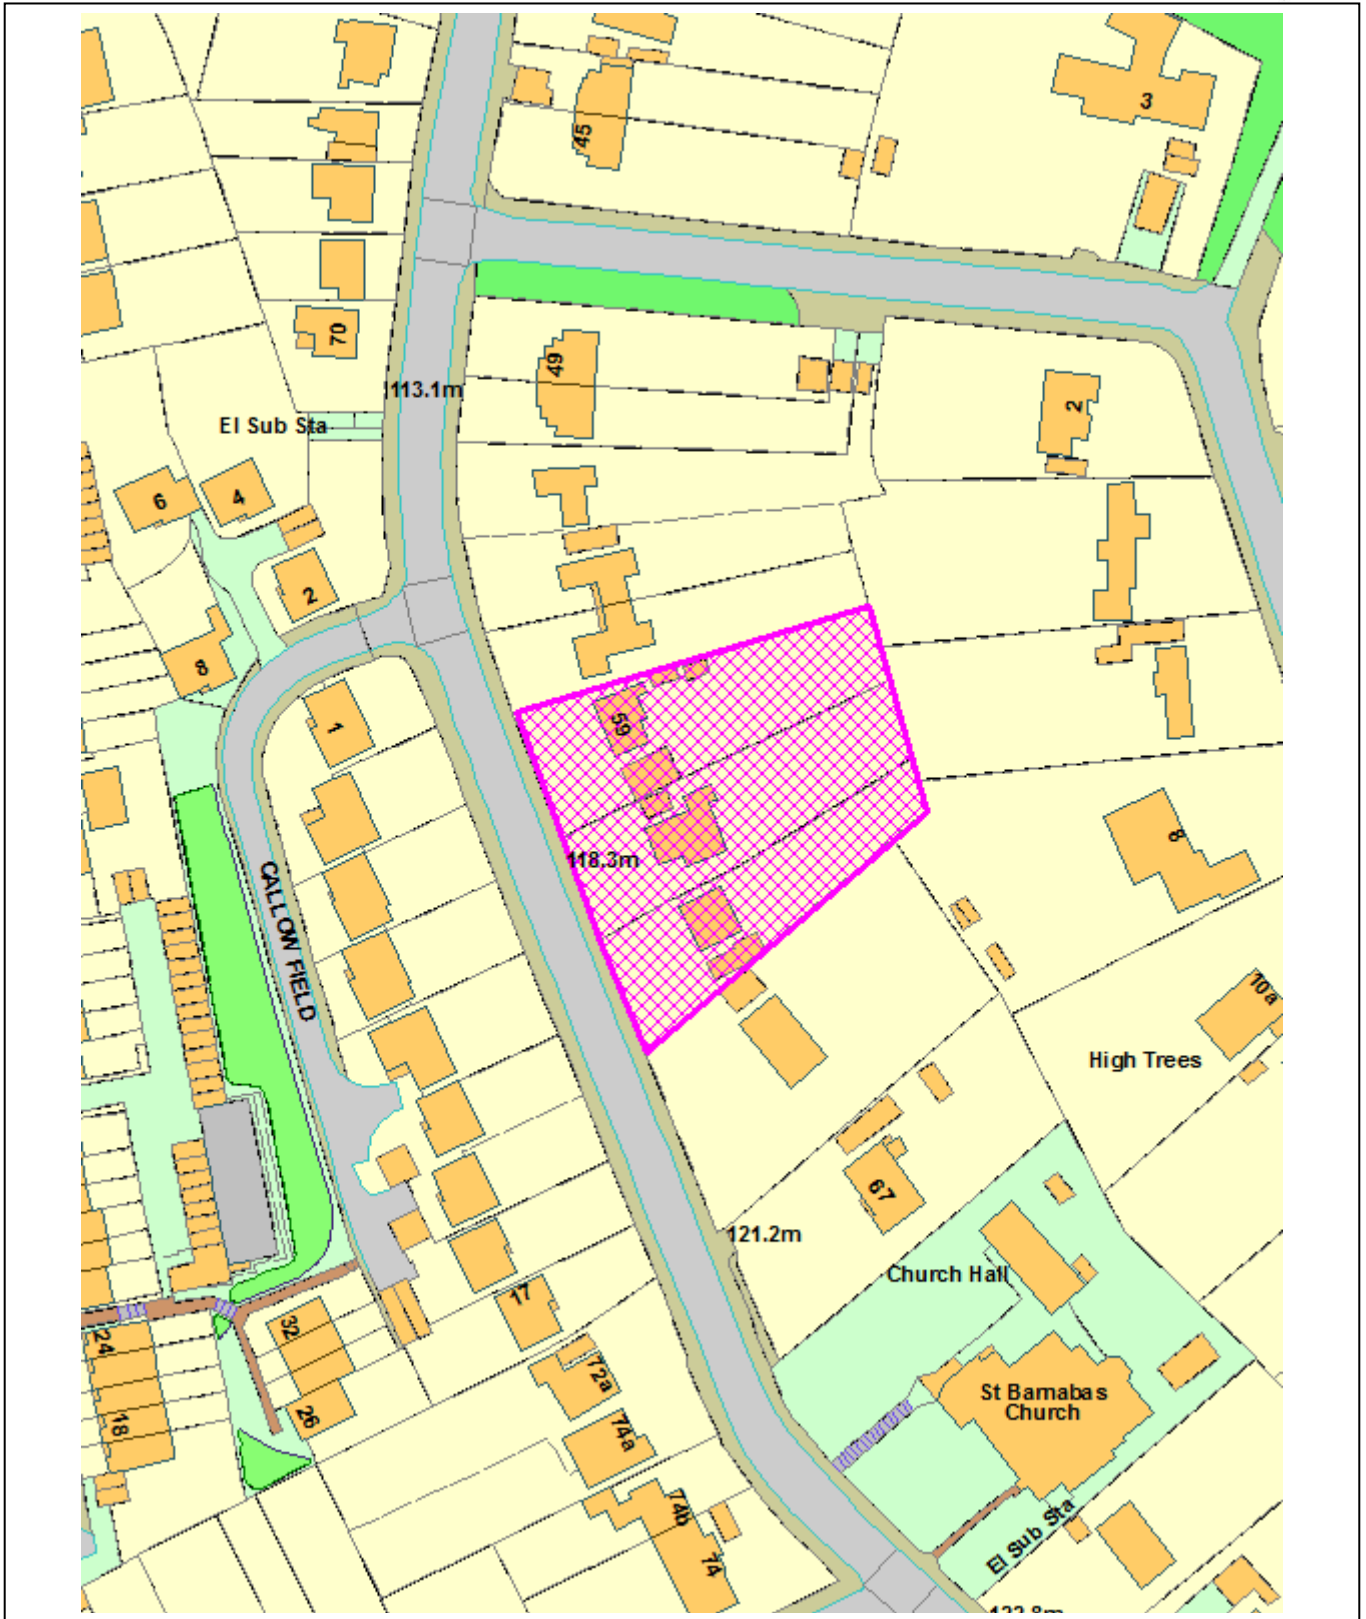 3
45
49
70
113.1m
2
El Sub Sta
6
4
2
8
1
59
118.3m
8
CALLOW FIELD
10a
High Trees
67
121.2m
Church Hall
17
32
24
72a
St Barnabas
Church
26
18
74a
74b
El Sub Sta
74
122.8m